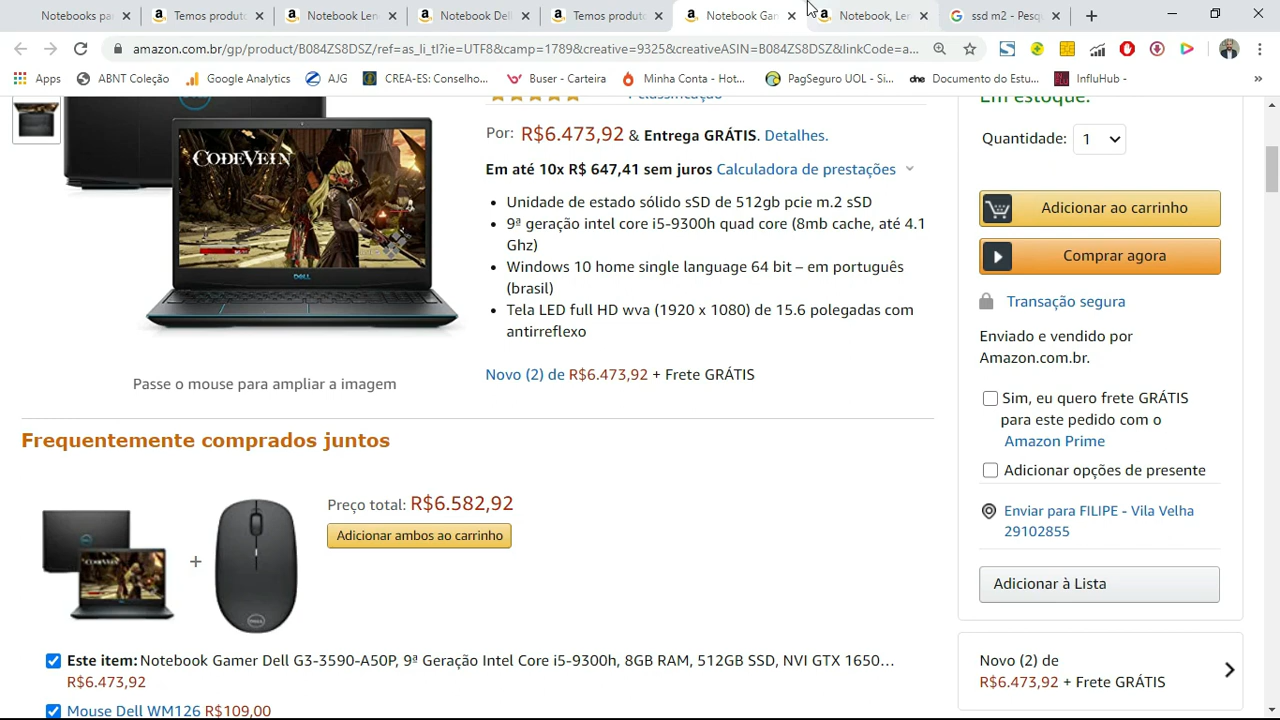 Notebooks pa
Temos produt
Notebook Len
Notebook Del
Temos produt
Notebook Gan
Notebook, Le
ssd m2 - Pesq
amazon.com.br/gp/product/B084ZS8DSZ/ref=as_li_tl?ie=UTF8&camp=1789&creative=9325&creativeASIN=B084ZS8DSZ&linkCode=a...
Apps
ABNT Coleção
Google Analytics
AJG
CREA-ES: Conselho...
Buser - Carteira
Minha Conta - Hot...
PagSeguro UOL - Si...
dne Documento do Estu...
InfluHub -
»
Por: R$6.473,92 & Entrega GRÁTIS. Detalhes.
Em até 10x R$ 647,41 sem juros Calculadora de prestações
• Unidade de estado sólido sSD de 512gb pcie m.2 sSD
• 9ª geração intel core i5-9300h quad core (8mb cache, até 4.1
Ghz)
• Windows 10 home single language 64 bit – em português
(brasil)
• Tela LED full HD wva (1920 x 1080) de 15.6 polegadas com
antirreflexo
Novo (2) de R$6.473,92 + Frete GRÁTIS
CODEVEIN
DELL
Passe o mouse para ampliar a imagem
Em estoque.
Quantidade: 1
Adicionar ao carrinho
Comprar agora
Transação segura
Enviado e vendido por
Amazon.com.br.
Sim, eu quero frete GRÁTIS
para este pedido com o
Amazon Prime
Adicionar opções de presente
Enviar para FILIPE - Vila Velha
29102855
Adicionar à Lista
Novo (2) de
R$6.473,92 + Frete GRÁTIS
Frequentemente comprados juntos
+
Preço total: R$6.582,92
Adicionar ambos ao carrinho
Este item: Notebook Gamer Dell G3-3590-A50P, 9ª Geração Intel Core i5-9300h, 8GB RAM, 512GB SSD, NVI GTX 1650...
R$6.473,92
Mouse Dell WM126 R$109,00